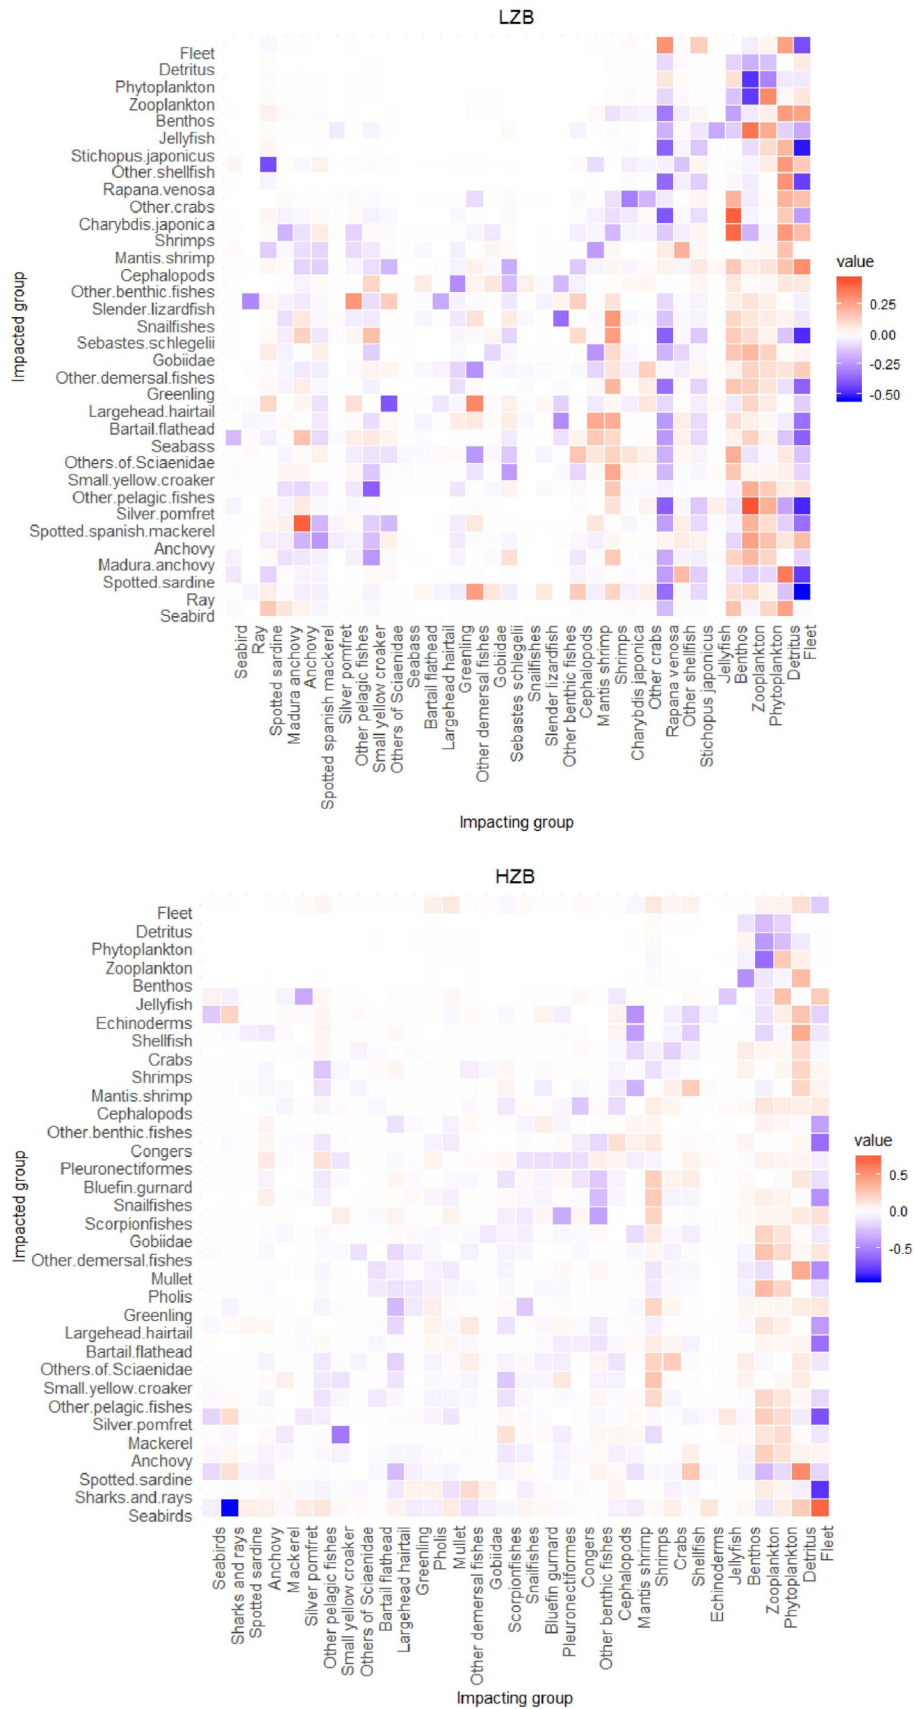 LZB
Impacted group
Fleet
Detritus
Phytoplankton
Zooplankton
Benthos
Jellyfish
Stichopus.japonicus
Other.shellfish
Rapana.venosa
Other.crabs
Charybdis.japonica
Shrimps
Mantis.shrimp
Cephalopods
Other.benthic.fishes
Slender.lizardfish
Snailfishes
Sebastes.schlegelii
Gobiidae
Other.demersal.fishes
Greenling
Largehead.hairtail
Bartail.flathead
Seabass
Others.of.Sciaenidae
Small.yellow.croaker
Other.pelagic.fishes
Silver.pomfret
Spotted.spanish.mackerel
Anchovy
Madura.anchovy
Spotted.sardine
Ray
Seabird
value
0.25
0.00
-0.25
-0.50
Seabird
Ray
Spotted sardine
Madura anchovy
Anchovy
Spotted spanish mackerel
Silver pomfret
Other pelagic fishes
Small yellow croaker
Others of Sciaenidae
Seabass
Bartail flathead
Largehead hairtail
Greenling
Other demersal fishes
Gobiidae
Sebastes schlegelii
Snailfishes
Slender lizardfish
Other benthic fishes
Cephalopods
Mantis shrimp
Shrimps
Charybdis japonica
Other crabs
Rapana venosa
Other shellfish
Stichopus japonicus
Jellyfish
Benthos
Zooplankton
Phytoplankton
Detritus
Fleet
Impacting group
HZB
Impacted group
Fleet
Detritus
Phytoplankton
Zooplankton
Benthos
Jellyfish
Echinoderms
Shellfish
Crabs
Shrimps
Mantis.shrimp
Cephalopods
Other.benthic.fishes
Congers
Pleuronectiformes
Bluefin.gurnard
Snailfishes
Scorpionfishes
Gobiidae
Other.demersal.fishes
Mullet
Pholis
Greenling
Largehead.hairtail
Bartail.flathead
Others.of.Sciaenidae
Small.yellow.croaker
Other.pelagic.fishes
Silver.pomfret
Mackerel
Anchovy
Spotted.sardine
Sharks.and.rays
Seabirds
value
0.5
0.0
-0.5
Seabirds
Sharks and rays
Spotted sardine
Anchovy
Mackerel
Silver pomfret
Other pelagic fishes
Small yellow croaker
Others of Sciaenidae
Bartail flathead
Largehead hairtail
Greenling
Pholis
Mullet
Other demersal fishes
Gobiidae
Scorpionfishes
Snailfishes
Bluefin gurnard
Pleuronectiformes
Congers
Other benthic fishes
Cephalopods
Mantis shrimp
Shrimps
Crabs
Shellfish
Echinoderms
Jellyfish
Benthos
Zooplankton
Phytoplankton
Detritus
Fleet
Impacting group